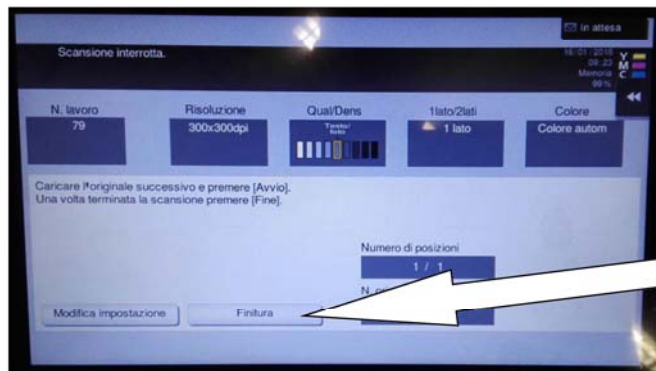 in attesa
Scansione interrotta.
16/01/2018
09:23
Memoria
99%
Y
M
C
N. lavoro
Risoluzione
Qual/Dens
1lato/2lati
Colore
79
300x300dpi
Testo/
foto
1 lato
Colore autom
Caricare l'originale successivo e premere [Avvio].
Una volta terminata la scansione premere [Fine].
Numero di posizioni
1 / 1
Modifica impostazione
Finitura